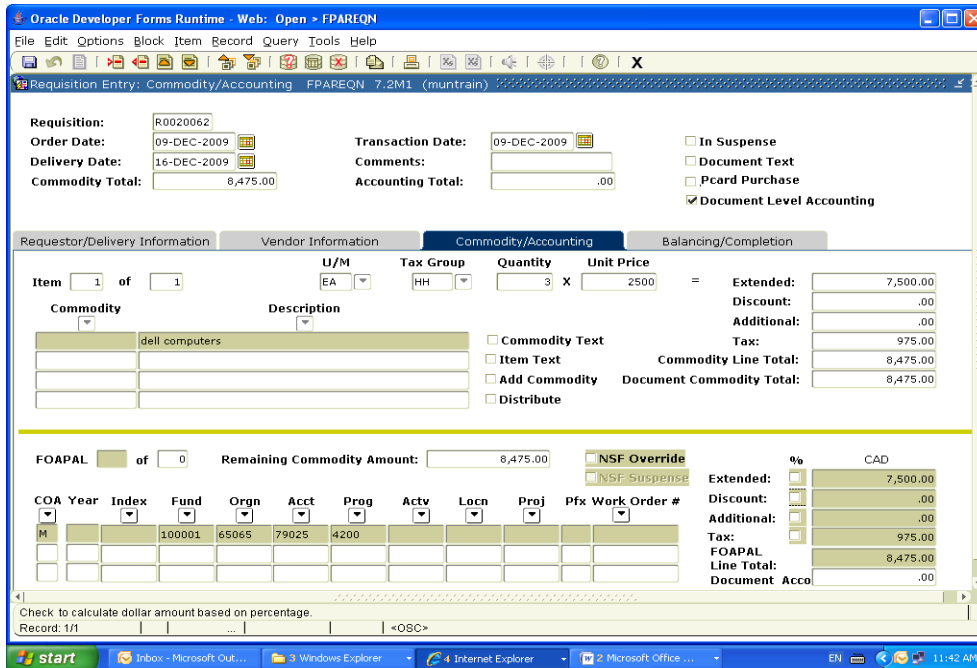 Oracle Developer Forms Runtime - Web: Open > FPAREQN
File Edit Options Block Item Record Query Tools Help
X
Requisition Entry: Commodity/Accounting FPAREQN 7.2M1 (muntrain)
Requisition: R0020062
Order Date: 09-DEC-2009 Transaction Date: 09-DEC-2009 In Suspense
Delivery Date: 16-DEC-2009 Comments: Document Text
Commodity Total: 8,475.00 Accounting Total: .00 Pcard Purchase
Document Level Accounting
Requestor/Delivery Information Vendor Information Commodity/Accounting Balancing/Completion
U/M Tax Group Quantity Unit Price
Item 1 of 1 EA HH 3 X 2500 = Extended: 7,500.00
Discount: .00
Commodity Description Additional: .00
dell computers Commodity Text Tax: 975.00
Item Text Commodity Line Total: 8,475.00
Add Commodity Document Commodity Total: 8,475.00
Distribute
FOAPAL of 0 Remaining Commodity Amount: 8,475.00 NSF Override % CAD
NSF Suspense Extended: 7,500.00
COA Year Index Fund Orgn Acct Prog Actv Locn Proj Pfx Work Order # Discount: .00
Additional: .00
M 100001 65065 79025 4200 Tax: 975.00
FOAPAL
Line Total: 8,475.00
Document Acco .00
Check to calculate dollar amount based on percentage.
Record: 1/1 ... <OSC>
start Inbox - Microsoft Out... 3 Windows Explorer 4 Internet Explorer 2 Microsoft Office ... EN 11:42 AM